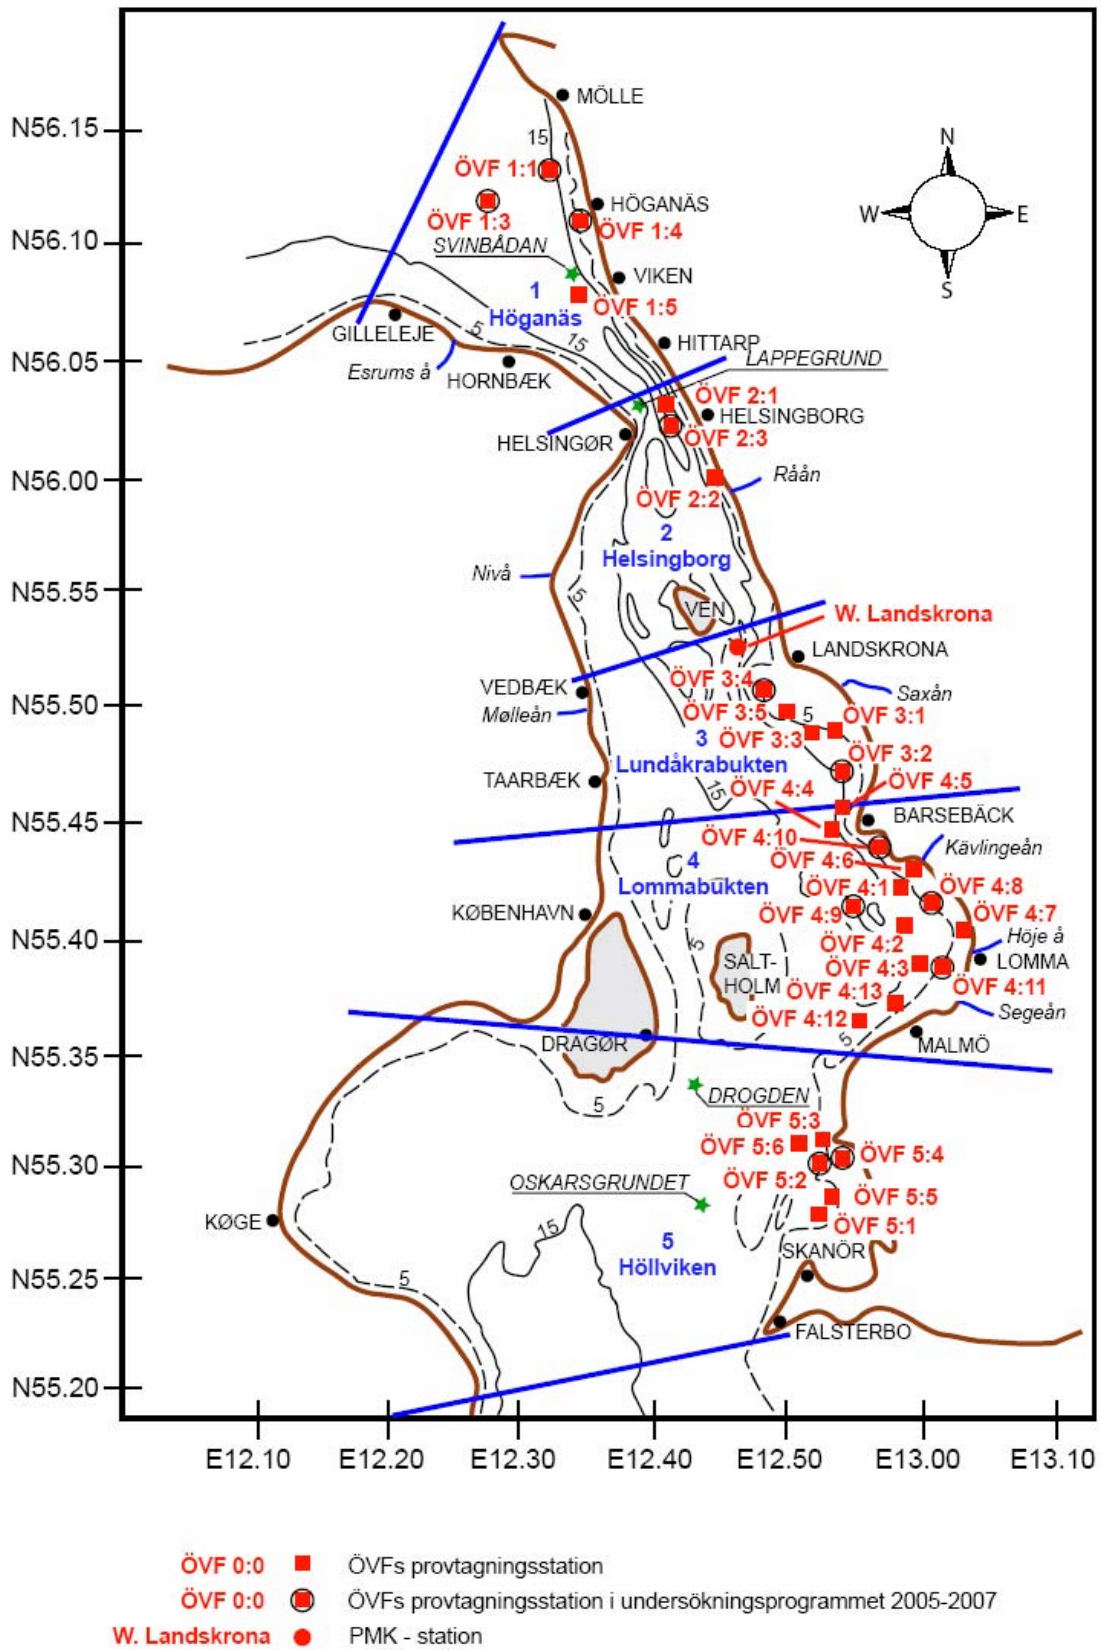 MÖLLE
N56.15
15
N
ÖVF 1:1
ÖVF 1:3
HÖGANÄS
W
E
ÖVF 1:4
N56.10
SVINBÅDAN
VIKEN
S
1
Höganäs
ÖVF 1:5
GILLELEJE
5
15
HITTARP
N56.05
Esrums å
HORNBÆK
LAPPEGRUND
ÖVF 2:1
HELSINGBORG
HELSINGØR
ÖVF 2:3
N56.00
Råån
ÖVF 2:2
2
Helsingborg
Nivå
N55.55
5
VEN
W. Landskrona
LANDSKRONA
ÖVF 3:4
VEDBÆK
Saxån
N55.50
Mølleån
ÖVF 3:5
5
ÖVF 3:1
3
ÖVF 3:3
ÖVF 3:2
Lundåkrabukten
TAARBÆK
15
ÖVF 4:4
ÖVF 4:5
N55.45
BARSEBÄCK
ÖVF 4:10
Kävlingeån
4
ÖVF 4:6
Lommabukten
ÖVF 4:1
ÖVF 4:8
KØBENHAVN
ÖVF 4:9
ÖVF 4:7
N55.40
5
ÖVF 4:2
Höje å
SALT-
HOLM
ÖVF 4:3
LOMMA
ÖVF 4:13
ÖVF 4:11
ÖVF 4:12
Segeån
DRAGØR
5
MALMÖ
N55.35
DROGDEN
5
ÖVF 5:3
ÖVF 5:6
ÖVF 5:4
N55.30
OSKARSGRUNDET
ÖVF 5:2
ÖVF 5:5
KØGE
15
ÖVF 5:1
5
Höllviken
SKANÖR
N55.25
5
FALSTERBO
N55.20
E12.10 E12.20 E12.30 E12.40 E12.50 E13.00 E13.10
ÖVF 0:0 ÖVFs provtagningsstation
ÖVF 0:0 ÖVFs provtagningsstation i undersökningsprogrammet 2005-2007
W. Landskrona PMK - station